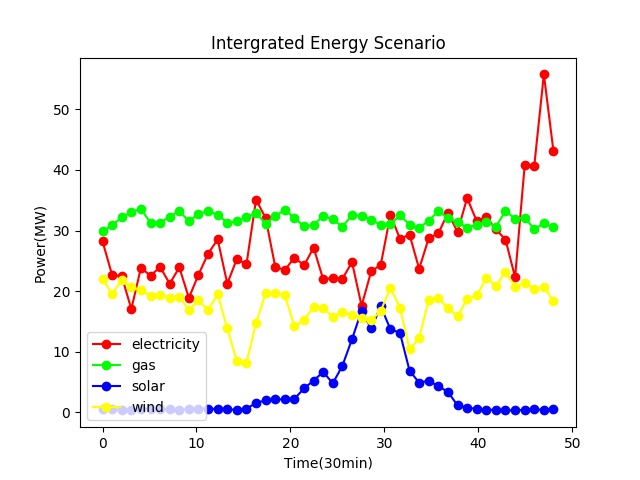 Intergrated Energy Scenario
Power(MW)
50
40
30
20
10
0
electricity
gas
solar
wind
0 10 20 30 40 50
Time(30min)